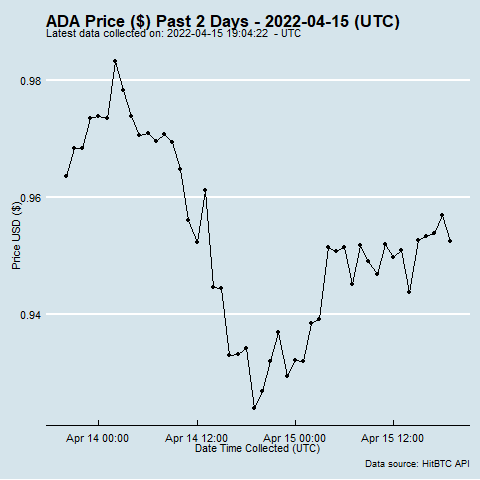 ADA Price ($) Past 2 Days - 2022-04-15 (UTC)
Latest data collected on: 2022-04-15 19:04:22 - UTC
0.98
0.96
0.94
Price USD ($)
Apr 14 00:00
Apr 14 12:00
Apr 15 00:00
Apr 15 12:00
Date Time Collected (UTC)
Data source: HitBTC API